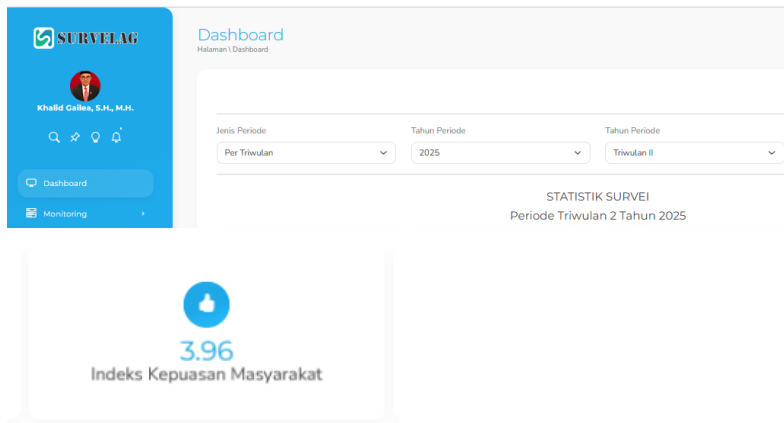 SURVELAG
Khalid Gailea, S.H., M.H.
Dashboard
Monitoring
Dashboard
Halaman \ Dashboard
Jenis Periode
Tahun Periode
Tahun Periode
Per Triwulan
2025
Triwulan II
STATISTIK SURVEI
Periode Triwulan 2 Tahun 2025
3.96
Indeks Kepuasan Masyarakat